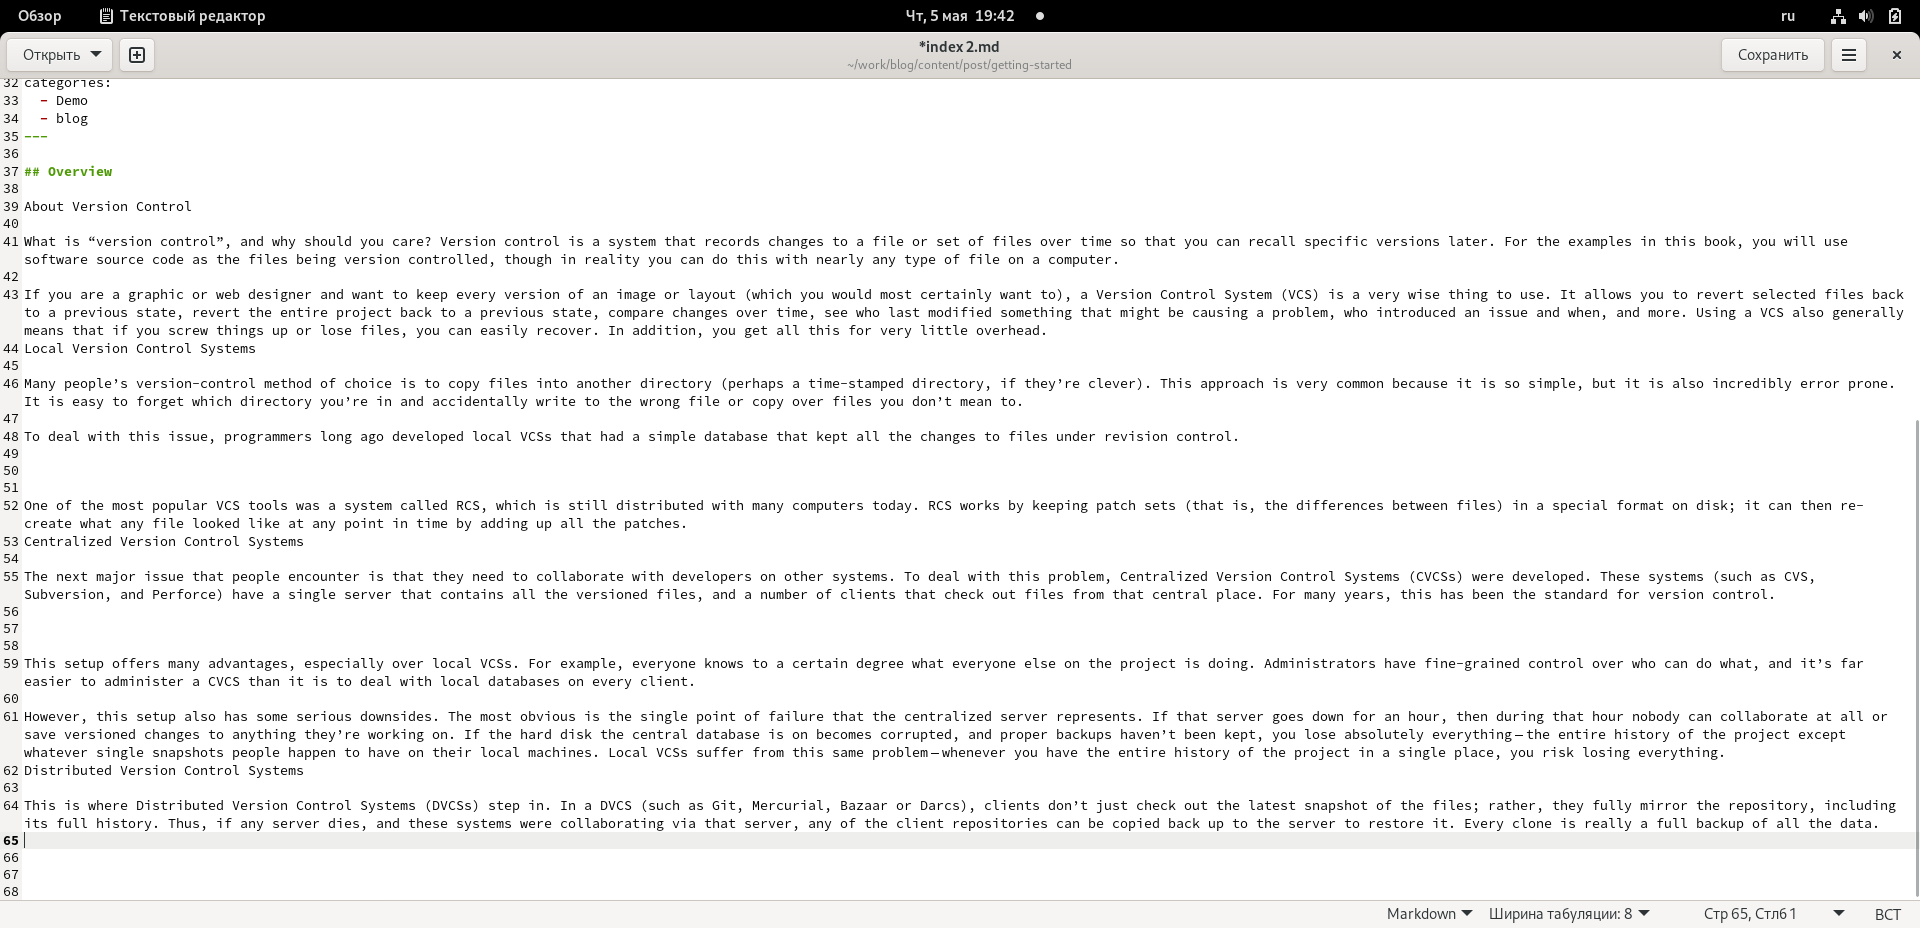 Обзор Текстовый редактор Чт, 5 мая 19:42 ru
Открыть *index 2.md Сохранить
~/work/blog/content/post/getting-started
32 categories:
33 - Demo
34 - blog
35 ---
36
37 ## Overview
38
39 About Version Control
40
41 What is “version control”, and why should you care? Version control is a system that records changes to a file or set of files over time so that you can recall specific versions later. For the examples in this book, you will use
software source code as the files being version controlled, though in reality you can do this with nearly any type of file on a computer.
42
43 If you are a graphic or web designer and want to keep every version of an image or layout (which you would most certainly want to), a Version Control System (VCS) is a very wise thing to use. It allows you to revert selected files back
to a previous state, revert the entire project back to a previous state, compare changes over time, see who last modified something that might be causing a problem, who introduced an issue and when, and more. Using a VCS also generally
means that if you screw things up or lose files, you can easily recover. In addition, you get all this for very little overhead.
44 Local Version Control Systems
45
46 Many people’s version-control method of choice is to copy files into another directory (perhaps a time-stamped directory, if they’re clever). This approach is very common because it is so simple, but it is also incredibly error prone.
It is easy to forget which directory you’re in and accidentally write to the wrong file or copy over files you don’t mean to.
47
48 To deal with this issue, programmers long ago developed local VCSs that had a simple database that kept all the changes to files under revision control.
49
50
51
52 One of the most popular VCS tools was a system called RCS, which is still distributed with many computers today. RCS works by keeping patch sets (that is, the differences between files) in a special format on disk; it can then re-
create what any file looked like at any point in time by adding up all the patches.
53 Centralized Version Control Systems
54
55 The next major issue that people encounter is that they need to collaborate with developers on other systems. To deal with this problem, Centralized Version Control Systems (CVCSs) were developed. These systems (such as CVS,
Subversion, and Perforce) have a single server that contains all the versioned files, and a number of clients that check out files from that central place. For many years, this has been the standard for version control.
56
57
58
59 This setup offers many advantages, especially over local VCSs. For example, everyone knows to a certain degree what everyone else on the project is doing. Administrators have fine-grained control over who can do what, and it’s far
easier to administer a CVCS than it is to deal with local databases on every client.
60
61 However, this setup also has some serious downsides. The most obvious is the single point of failure that the centralized server represents. If that server goes down for an hour, then during that hour nobody can collaborate at all or
save versioned changes to anything they’re working on. If the hard disk the central database is on becomes corrupted, and proper backups haven’t been kept, you lose absolutely everything — the entire history of the project except
whatever single snapshots people happen to have on their local machines. Local VCSs suffer from this same problem — whenever you have the entire history of the project in a single place, you risk losing everything.
62 Distributed Version Control Systems
63
64 This is where Distributed Version Control Systems (DVCSs) step in. In a DVCS (such as Git, Mercurial, Bazaar or Darcs), clients don’t just check out the latest snapshot of the files; rather, they fully mirror the repository, including
its full history. Thus, if any server dies, and these systems were collaborating via that server, any of the client repositories can be copied back up to the server to restore it. Every clone is really a full backup of all the data.
65
66
67
68
Markdown Ширина табуляции: 8 Стр 65, Стлб 1 ВСТ